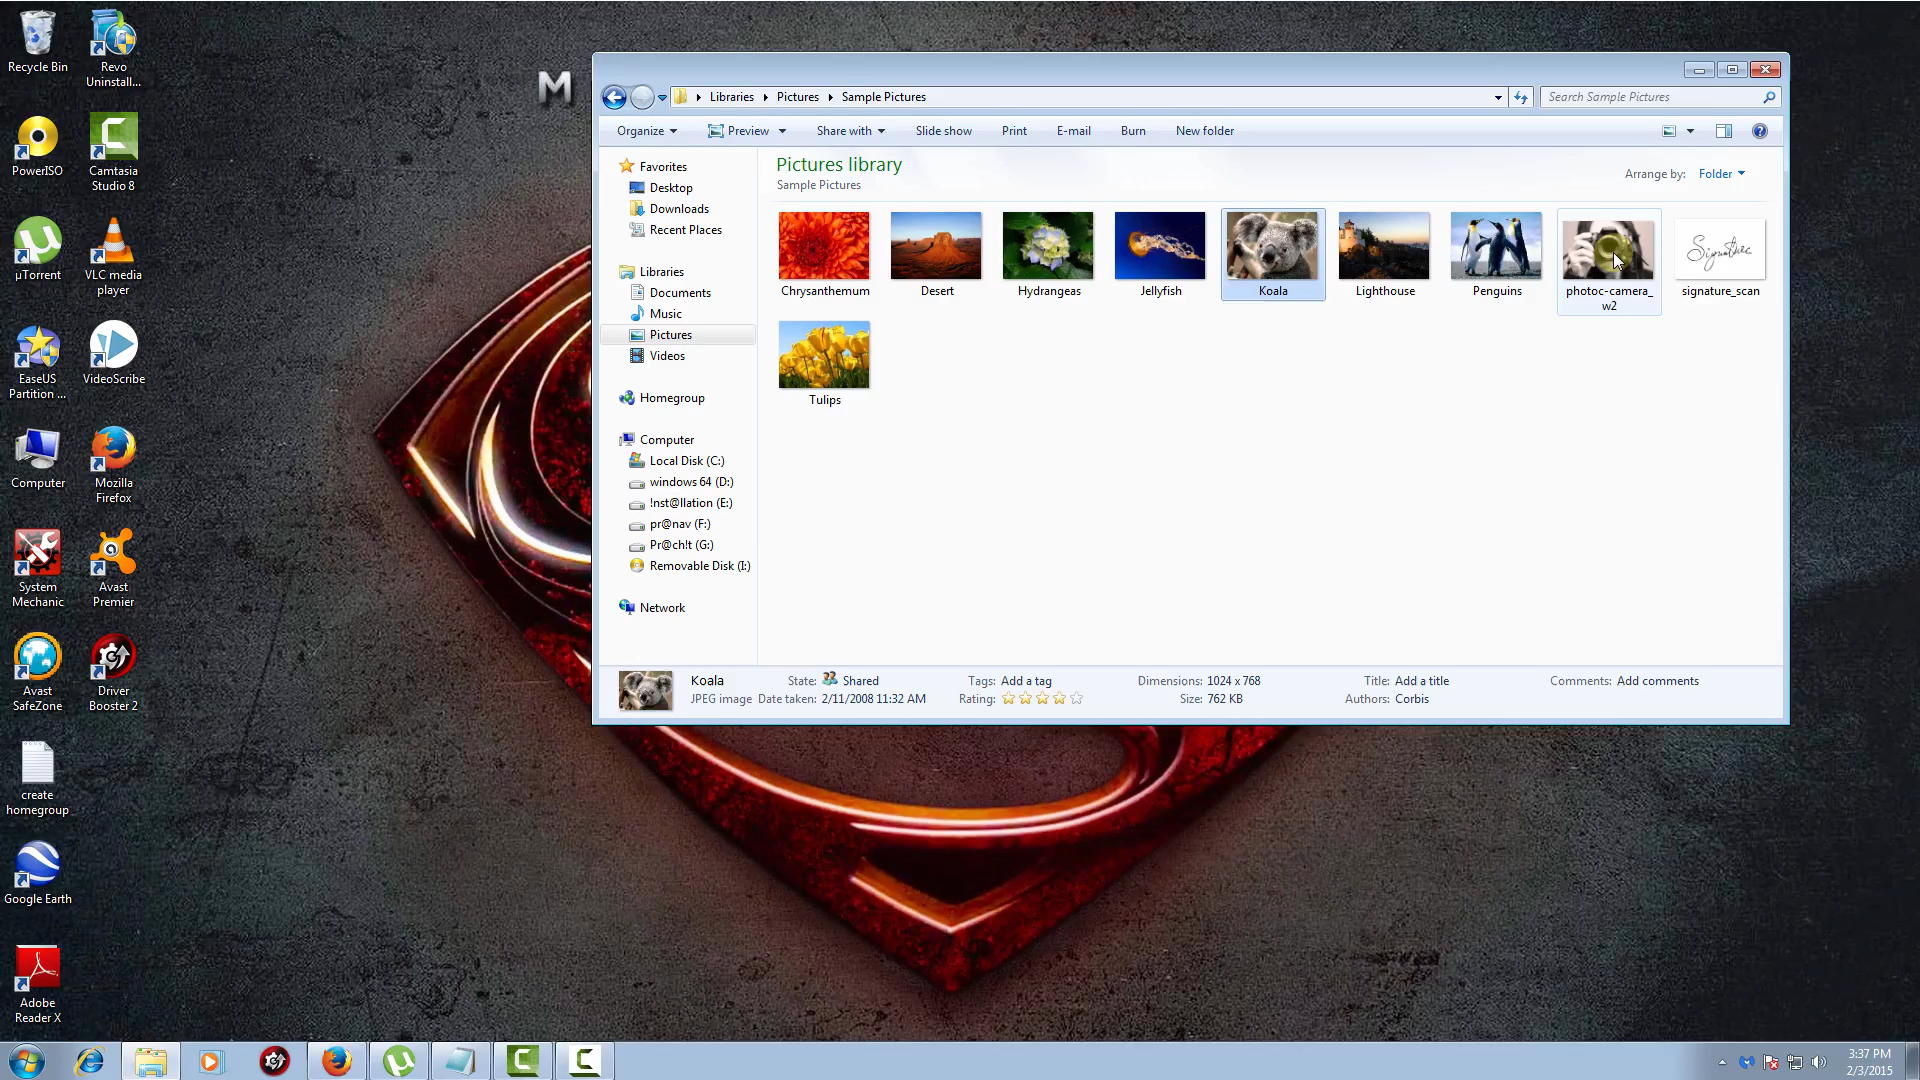 Recycle Bin
Revo
Uninstall...
PowerISO
Camtasia
Studio 8
µTorrent
VLC media
player
EaseUS
Partition ...
VideoScribe
Computer
Mozilla
Firefox
System
Mechanic
Avast
Premier
Avast
SafeZone
Driver
Booster 2
create
homegroup
Google Earth
Adobe
Reader X
M
Libraries
Pictures
Sample Pictures
Search Sample Pictures
Organize
Preview
Share with
Slide show
Print
E-mail
Burn
New folder
Favorites
Desktop
Downloads
Recent Places
Libraries
Documents
Music
Pictures
Videos
Homegroup
Computer
Local Disk (C:)
windows 64 (D:)
!nst@llation (E:)
pr@nav (F:)
Pr@ch!t (G:)
Removable Disk (I:)
Network
Pictures library
Sample Pictures
Arrange by: Folder
Chrysanthemum
Desert
Hydrangeas
Jellyfish
Koala
Lighthouse
Penguins
photoc-camera_
w2
Signature
signature_scan
Tulips
Koala
State: Shared
Tags: Add a tag
Dimensions: 1024 x 768
Title: Add a title
Comments: Add comments
JPEG image
Date taken: 2/11/2008 11:32 AM
Rating:
Size: 762 KB
Authors: Corbis
3:37 PM
2/3/2015